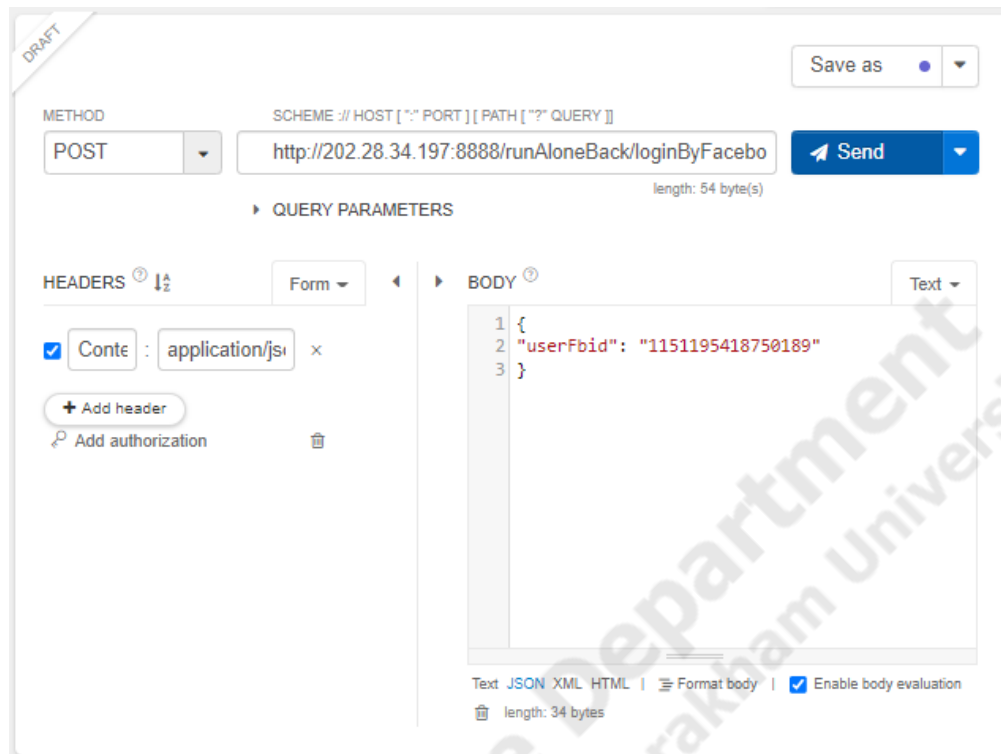 DRAFT
Save as
METHOD
SCHEME :// HOST [ ":" PORT ] [ PATH [ "?" QUERY ]]
POST
http://202.28.34.197:8888/runAloneBack/loginByFacebo
Send
length: 54 byte(s)
QUERY PARAMETERS
HEADERS
Form
BODY
Text
Conte : application/js
+ Add header
Add authorization
1 {
2 "userFbid": "1151195418750189"
3 }
Text JSON XML HTML | Format body | Enable body evaluation
length: 34 bytes
Department